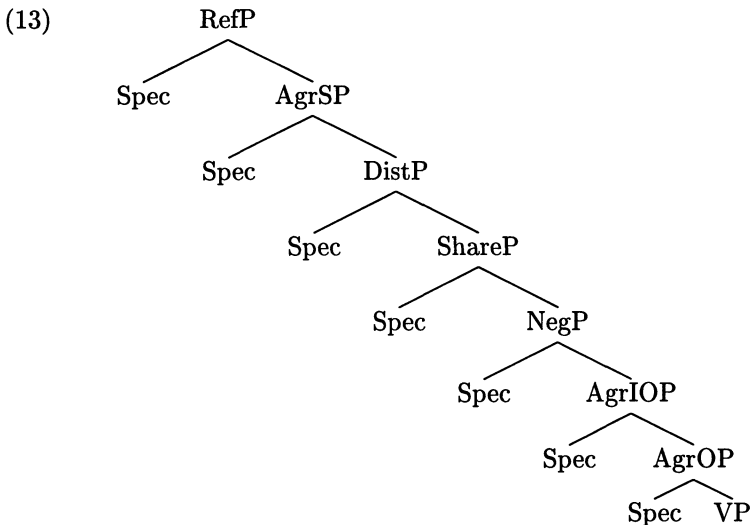 (13) RefP
Spec AgrSP
Spec DistP
Spec ShareP
Spec NegP
Spec AgrIOP
Spec AgrOP
Spec VP